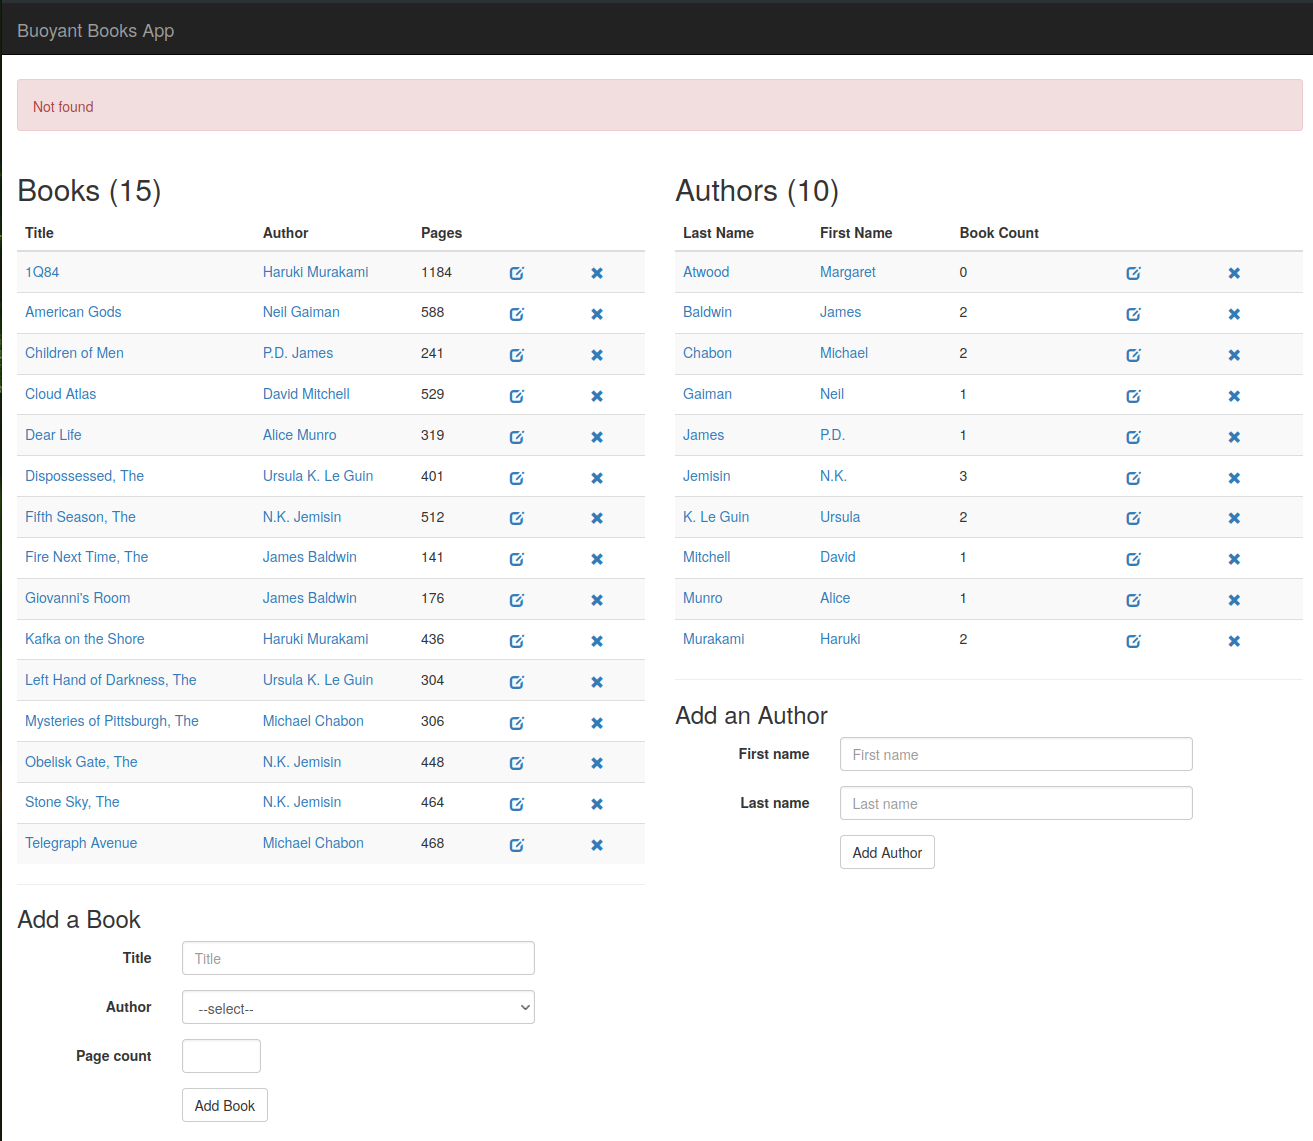 Buoyant Books App
Not found
Books (15)
Title Author Pages
1Q84 Haruki Murakami 1184
American Gods Neil Gaiman 588
Children of Men P.D. James 241
Cloud Atlas David Mitchell 529
Dear Life Alice Munro 319
Dispossessed, The Ursula K. Le Guin 401
Fifth Season, The N.K. Jemisin 512
Fire Next Time, The James Baldwin 141
Giovanni's Room James Baldwin 176
Kafka on the Shore Haruki Murakami 436
Left Hand of Darkness, The Ursula K. Le Guin 304
Mysteries of Pittsburgh, The Michael Chabon 306
Obelisk Gate, The N.K. Jemisin 448
Stone Sky, The N.K. Jemisin 464
Telegraph Avenue Michael Chabon 468
Add a Book
Title Title
Author --select--
Page count
Add Book
Authors (10)
Last Name First Name Book Count
Atwood Margaret 0
Baldwin James 2
Chabon Michael 2
Gaiman Neil 1
James P.D. 1
Jemisin N.K. 3
K. Le Guin Ursula 2
Mitchell David 1
Munro Alice 1
Murakami Haruki 2
Add an Author
First name First name
Last name Last name
Add Author